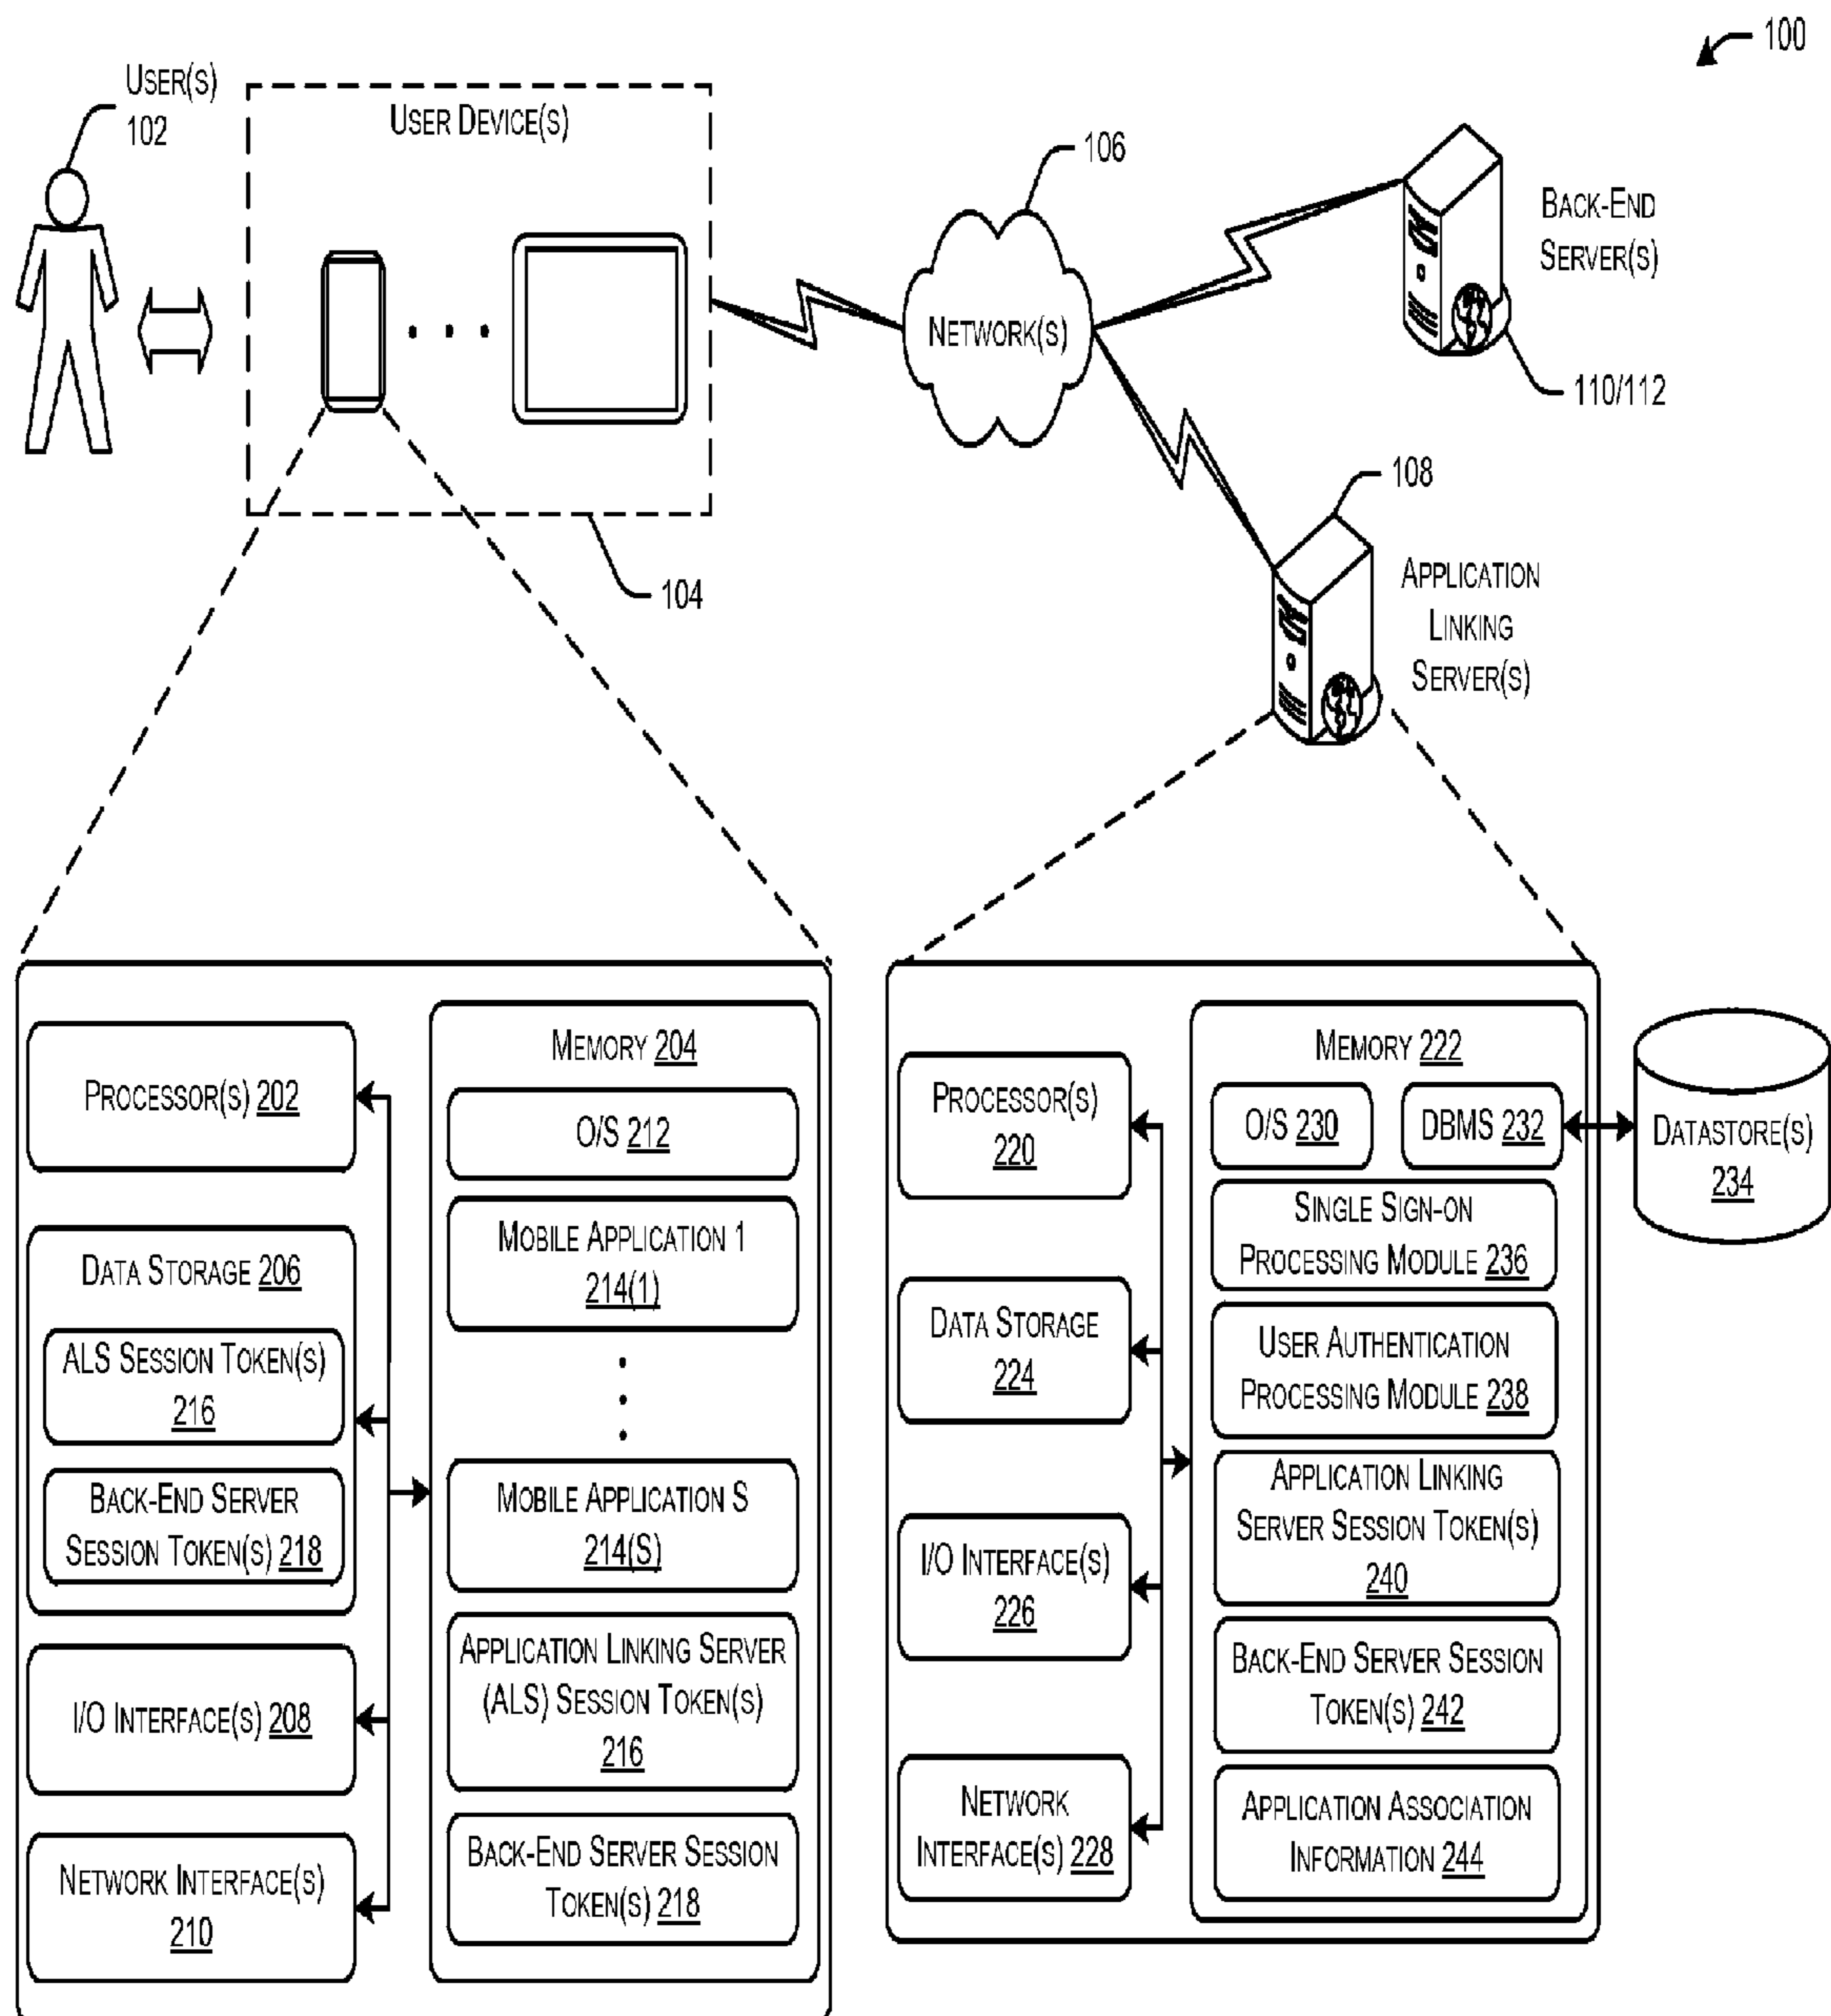 100
User(s)
102
User Device(s)
104
106
Network(s)
Back-End
Server(s)
110/112
108
Application
Linking
Server(s)
Processor(s) 202
Data Storage 206
ALS Session Token(s)
216
Back-End Server
Session Token(s) 218
I/O Interface(s) 208
Network Interface(s)
210
Memory 204
O/S 212
Mobile Application 1
214(1)
Mobile Application S
214(S)
Application Linking Server
(ALS) Session Token(s)
216
Back-End Server Session
Token(s) 218
Processor(s)
220
Data Storage
224
I/O Interface(s)
226
Network
Interface(s) 228
Memory 222
O/S 230
DBMS 232
Single Sign-on
Processing Module 236
User Authentication
Processing Module 238
Application Linking
Server Session Token(s)
240
Back-End Server Session
Token(s) 242
Application Association
Information 244
Datastore(s)
234